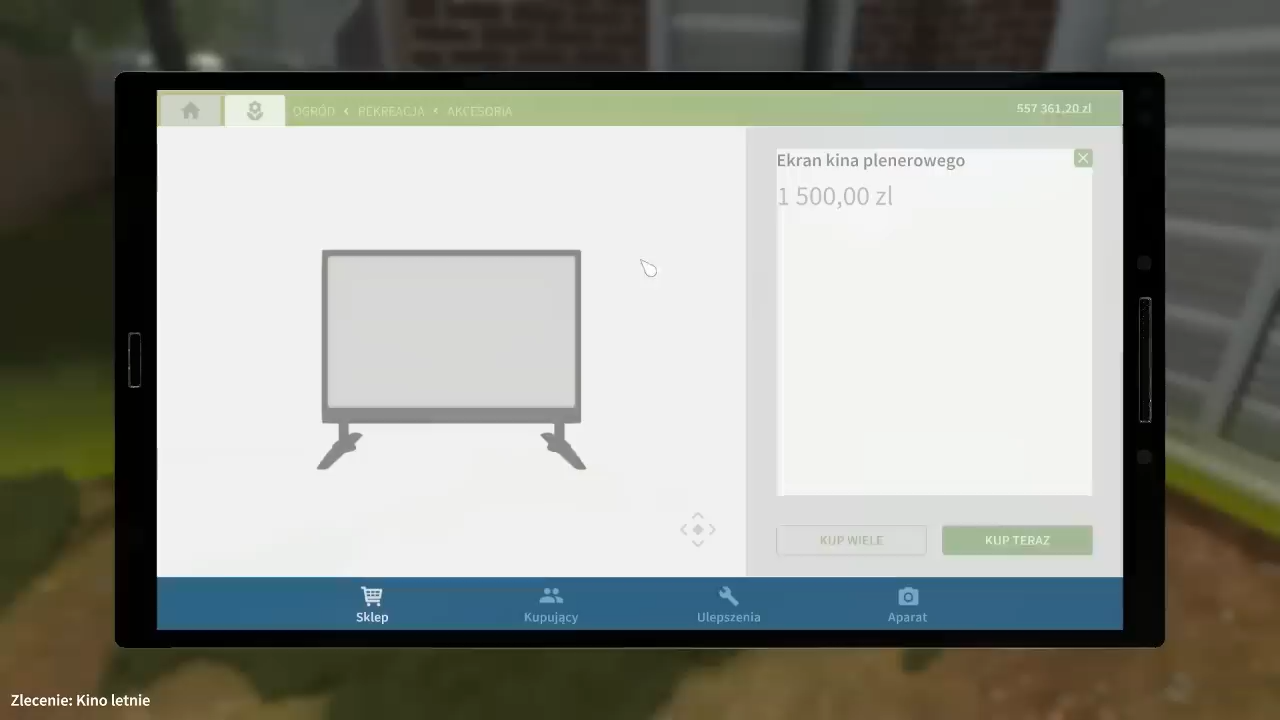 OGRÓD < REKREACJA < AKCESORIA
557 361,20 zl
Ekran kina plenerowego
1 500,00 zl
KUP WIELE
KUP TERAZ
Sklep
Kupujący
Ulepszenia
Aparat
Zlecenie: Kino letnie